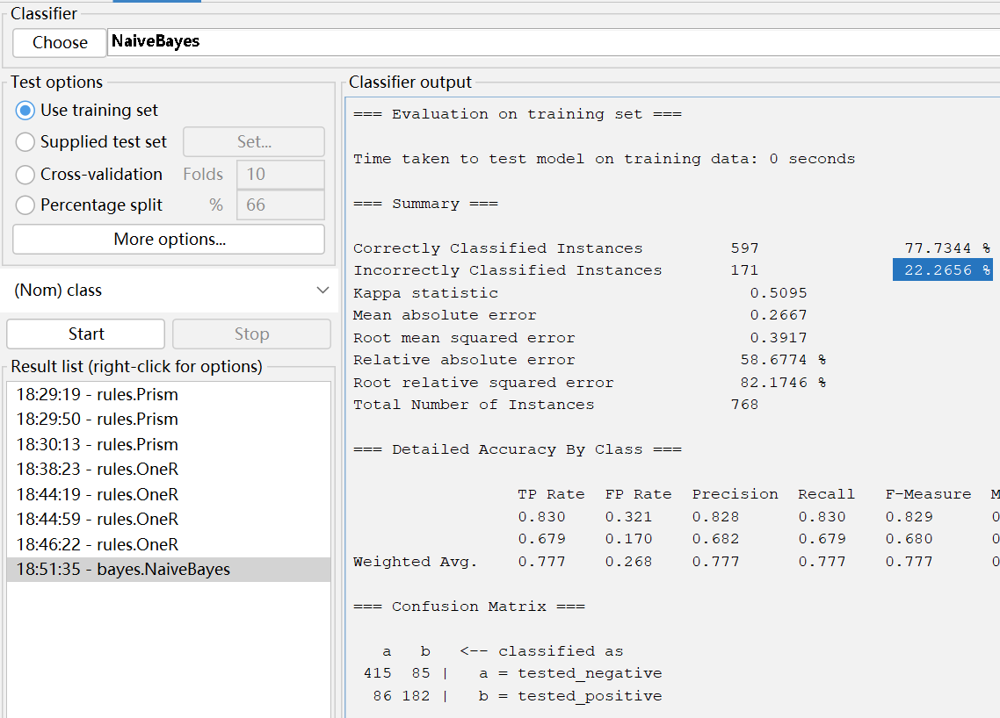 Classifier
Choose NaiveBayes
Test options
Use training set
Supplied test set Set...
Cross-validation Folds 10
Percentage split % 66
More options...
(Nom) class
Start Stop
Result list (right-click for options)
18:29:19 - rules.Prism
18:29:50 - rules.Prism
18:30:13 - rules.Prism
18:38:23 - rules.OneR
18:44:19 - rules.OneR
18:44:59 - rules.OneR
18:46:22 - rules.OneR
18:51:35 - bayes.NaiveBayes
Classifier output
=== Evaluation on training set ===
Time taken to test model on training data: 0 seconds
=== Summary ===
Correctly Classified Instances 597 77.7344 %
Incorrectly Classified Instances 171 22.2656 %
Kappa statistic 0.5095
Mean absolute error 0.2667
Root mean squared error 0.3917
Relative absolute error 58.6774 %
Root relative squared error 82.1746 %
Total Number of Instances 768
=== Detailed Accuracy By Class ===
TP Rate FP Rate Precision Recall F-Measure M
0.830 0.321 0.828 0.830 0.829 0
0.679 0.170 0.682 0.679 0.680 0
Weighted Avg. 0.777 0.268 0.777 0.777 0.777 0
=== Confusion Matrix ===
a b <-- classified as
415 85 | a = tested_negative
86 182 | b = tested_positive